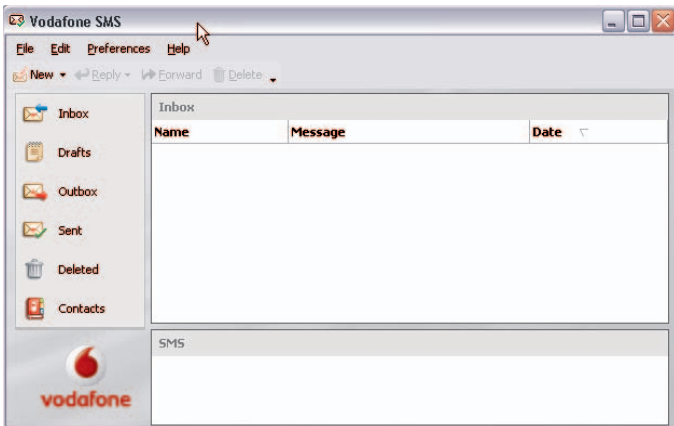 Vodafone SMS
File Edit Preferences Help
New Reply Forward Delete
Inbox
Drafts
Outbox
Sent
Deleted
Contacts
vodafone
Inbox
Name Message Date
SMS